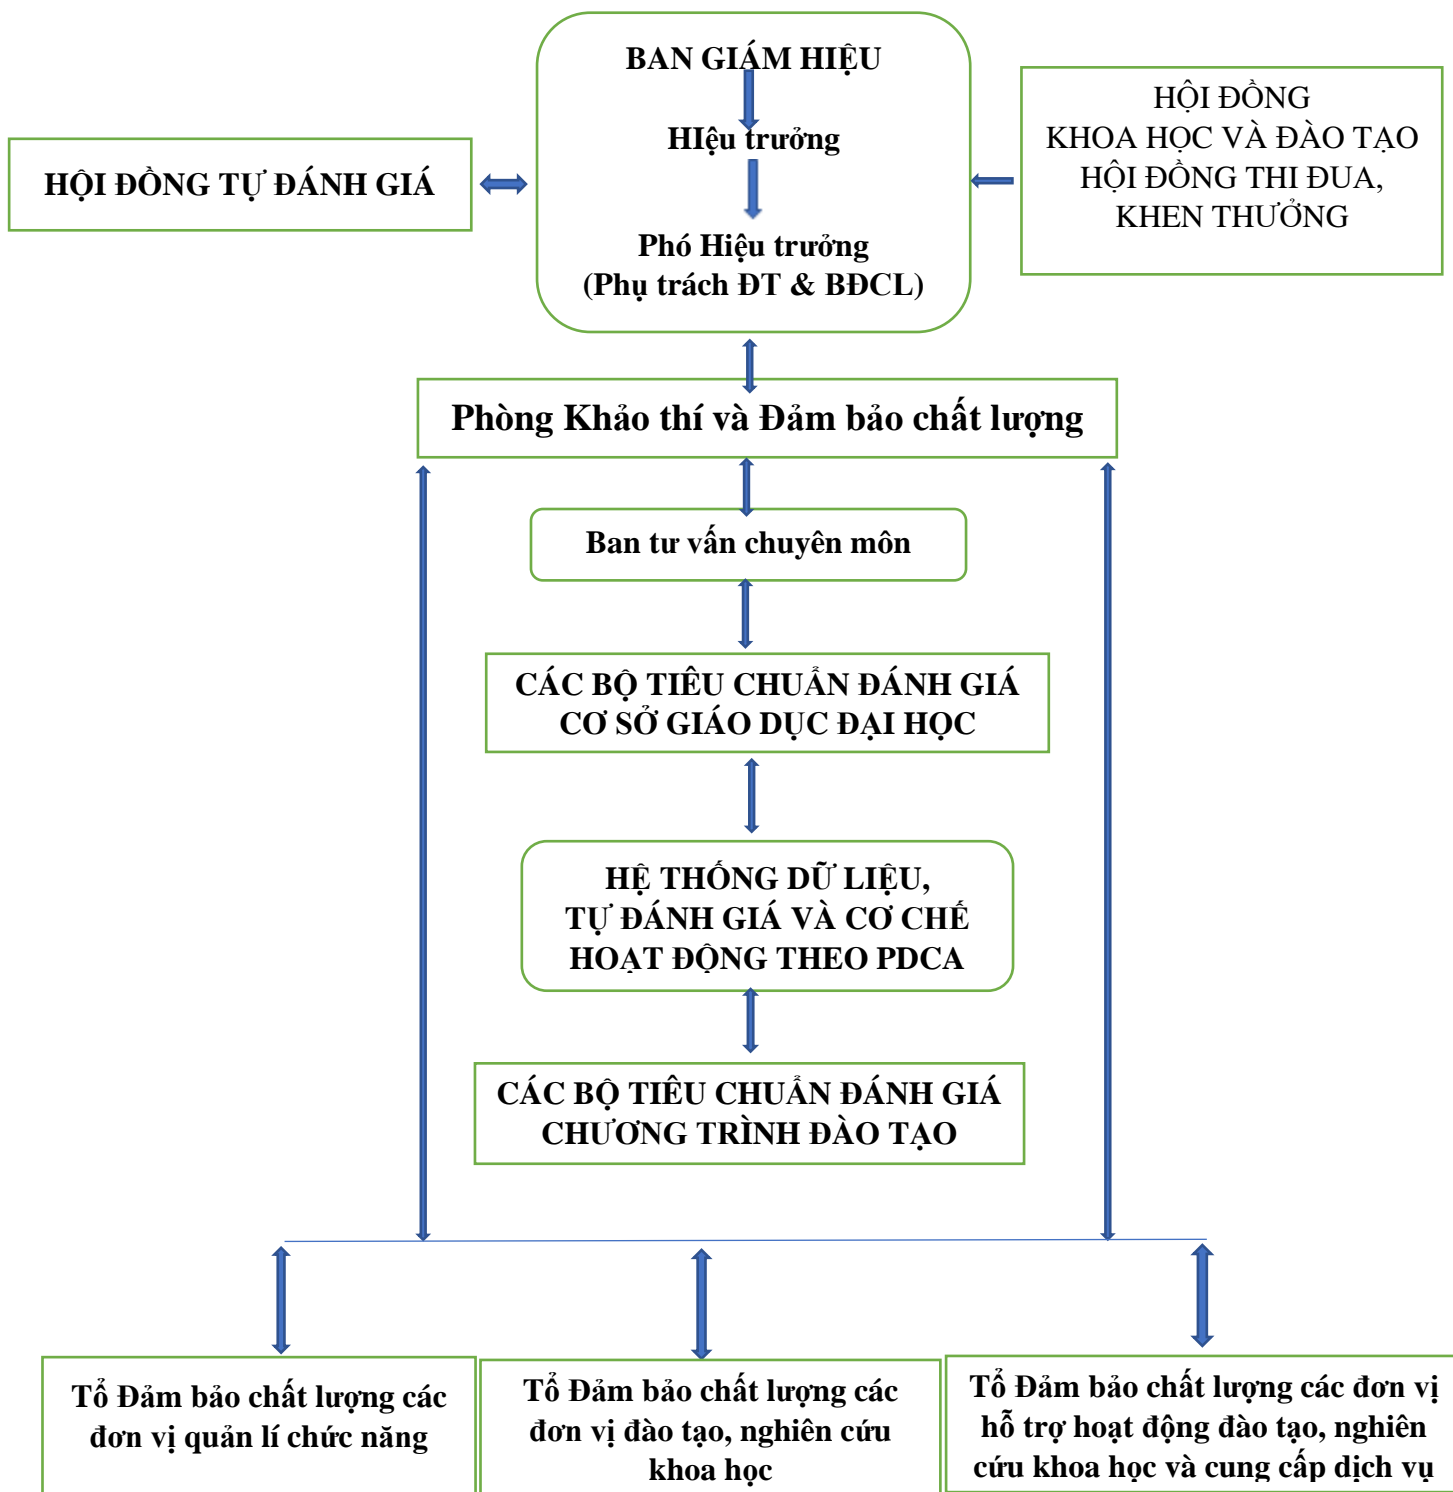 BAN GIÁM HIỆU
HIệu trưởng
Phó Hiệu trưởng
(Phụ trách ĐT & BĐCL)
HỘI ĐỒNG TỰ ĐÁNH GIÁ
HỘI ĐỒNG
KHOA HỌC VÀ ĐÀO TẠO
HỘI ĐỒNG THI ĐUA,
KHEN THƯỞNG
Phòng Khảo thí và Đảm bảo chất lượng
Ban tư vấn chuyên môn
CÁC BỘ TIÊU CHUẨN ĐÁNH GIÁ
CƠ SỞ GIÁO DỤC ĐẠI HỌC
HỆ THỐNG DỮ LIỆU,
TỰ ĐÁNH GIÁ VÀ CƠ CHẾ
HOẠT ĐỘNG THEO PDCA
CÁC BỘ TIÊU CHUẨN ĐÁNH GIÁ
CHƯƠNG TRÌNH ĐÀO TẠO
Tổ Đảm bảo chất lượng các
đơn vị quản lí chức năng
Tổ Đảm bảo chất lượng các
đơn vị đào tạo, nghiên cứu
khoa học
Tổ Đảm bảo chất lượng các đơn vị
hỗ trợ hoạt động đào tạo, nghiên
cứu khoa học và cung cấp dịch vụ